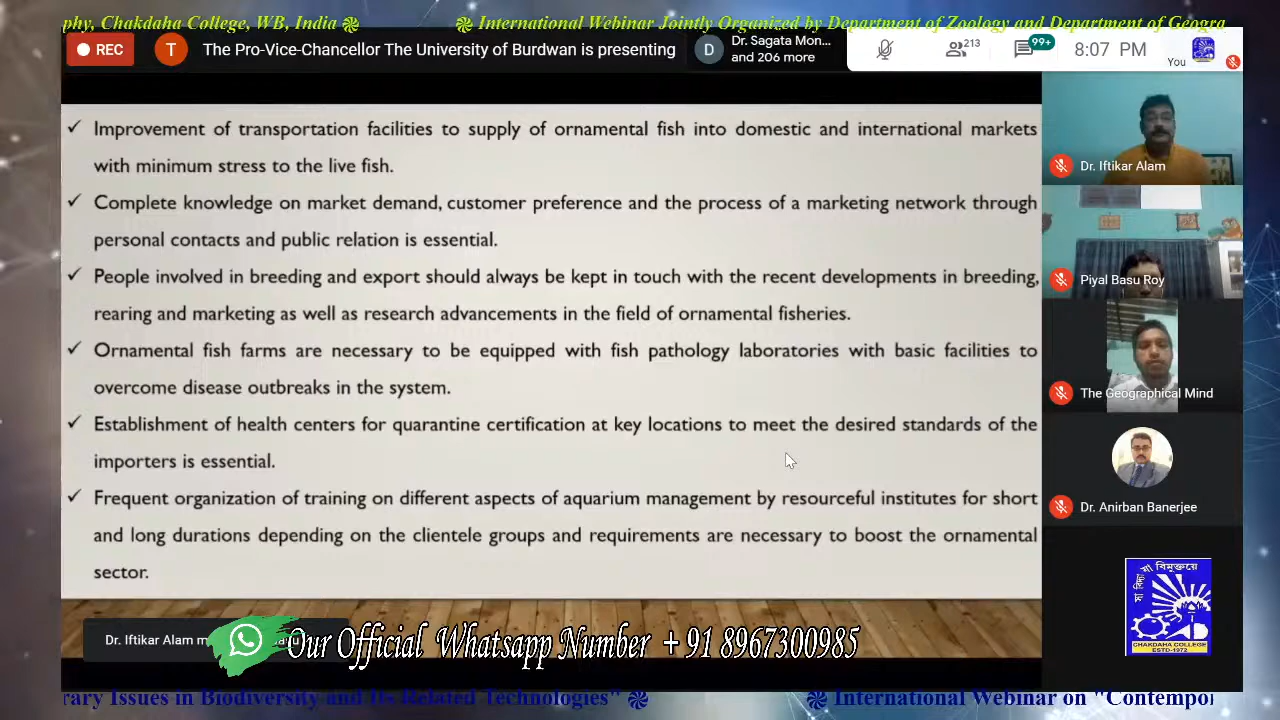 phy, Chakdaha College, WB, India ֎ ֎ International Webinar Jointly Organized by Department of Zoology and Department of Geogra
REC
T
The Pro-Vice-Chancellor The University of Burdwan is presenting
D
Dr. Sagata Mon...
and 206 more
213
99+
8:07 PM
You
✓ Improvement of transportation facilities to supply of ornamental fish into domestic and international markets
with minimum stress to the live fish.
✓ Complete knowledge on market demand, customer preference and the process of a marketing network through
personal contacts and public relation is essential.
✓ People involved in breeding and export should always be kept in touch with the recent developments in breeding,
rearing and marketing as well as research advancements in the field of ornamental fisheries.
✓ Ornamental fish farms are necessary to be equipped with fish pathology laboratories with basic facilities to
overcome disease outbreaks in the system.
✓ Establishment of health centers for quarantine certification at key locations to meet the desired standards of the
importers is essential.
✓ Frequent organization of training on different aspects of aquarium management by resourceful institutes for short
and long durations depending on the clientele groups and requirements are necessary to boost the ornamental
sector.
Dr. Iftikar Alam
Piyal Basu Roy
The Geographical Mind
Dr. Anirban Banerjee
CHAKDAHA COLLEGE
ESTD-1972
Dr. Iftikar Alam
Our Official Whatsapp Number +91 8967300985
rary Issues in Biodiversity and Its Related Technologies" ֎ ֎ International Webinar on "Contempo